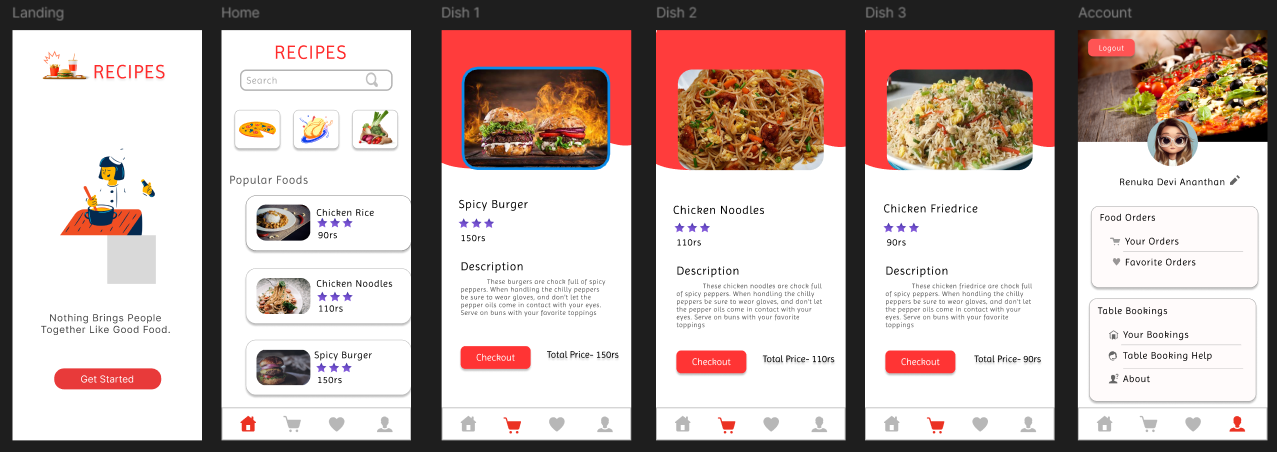 Landing
RECIPES
Nothing Brings People
Together Like Good Food.
Get Started
Home
RECIPES
Search
Popular Foods
Chicken Rice
90rs
Chicken Noodles
110rs
Spicy Burger
150rs
Dish 1
Spicy Burger
150rs
Description
These burgers are chock full of spicy
peppers. When handling the chilly peppers
be sure to wear gloves, and don't let the
pepper oils come in contact with your eyes.
Serve on buns with your favorite
toppings
Checkout
Total Price- 150rs
Dish 2
Chicken Noodles
110rs
Description
These chicken noodles are chock full
of spicy peppers. When handling the chilly
peppers be sure to wear gloves, and don't let
the pepper oils come in contact with your
eyes. Serve on buns with your favorite
toppings
Checkout
Total Price- 110rs
Dish 3
Chicken Friedrice
90rs
Description
These chicken friedrice are chock full
of spicy peppers. When handling the chilly
peppers be sure to wear gloves, and don't let
the pepper oils come in contact with your
eyes. Serve on buns with your favorite
toppings
Checkout
Total Price- 90rs
Account
Logout
Renuka Devi Ananthan
Food Orders
Your Orders
Favorite Orders
Table Bookings
Your Bookings
Table Booking Help
About